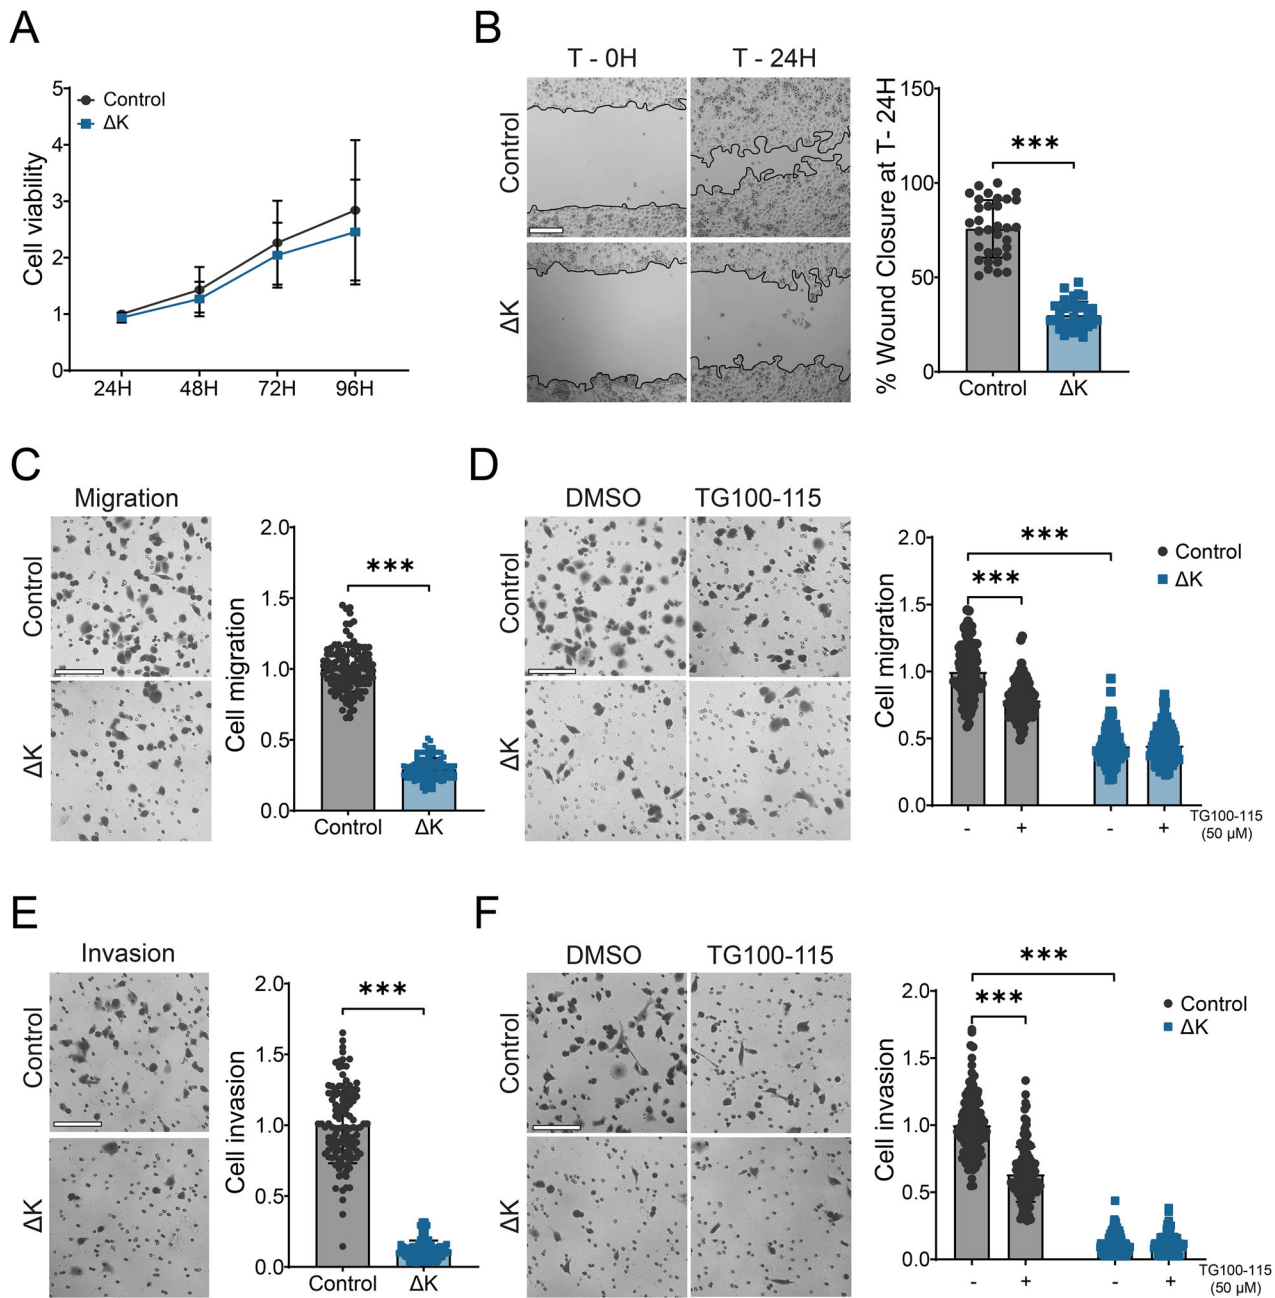 A
Cell viability
5
4
3
2
1
0
Control
ΔK
24H 48H 72H 96H
B
T - 0H T - 24H
Control
ΔK
% Wound Closure at T- 24H
150
100
50
0
***
Control ΔK
C
Migration
Control
ΔK
Cell migration
2.0
1.5
1.0
0.5
0.0
***
Control ΔK
D
DMSO TG100-115
Control
ΔK
Cell migration
2.0
1.5
1.0
0.5
0.0
***
***
Control
ΔK
- + - + TG100-115
(50 µM)
E
Invasion
Control
ΔK
Cell invasion
2.0
1.5
1.0
0.5
0.0
***
Control ΔK
F
DMSO TG100-115
Control
ΔK
Cell invasion
2.0
1.5
1.0
0.5
0.0
***
***
Control
ΔK
- + - + TG100-115
(50 µM)